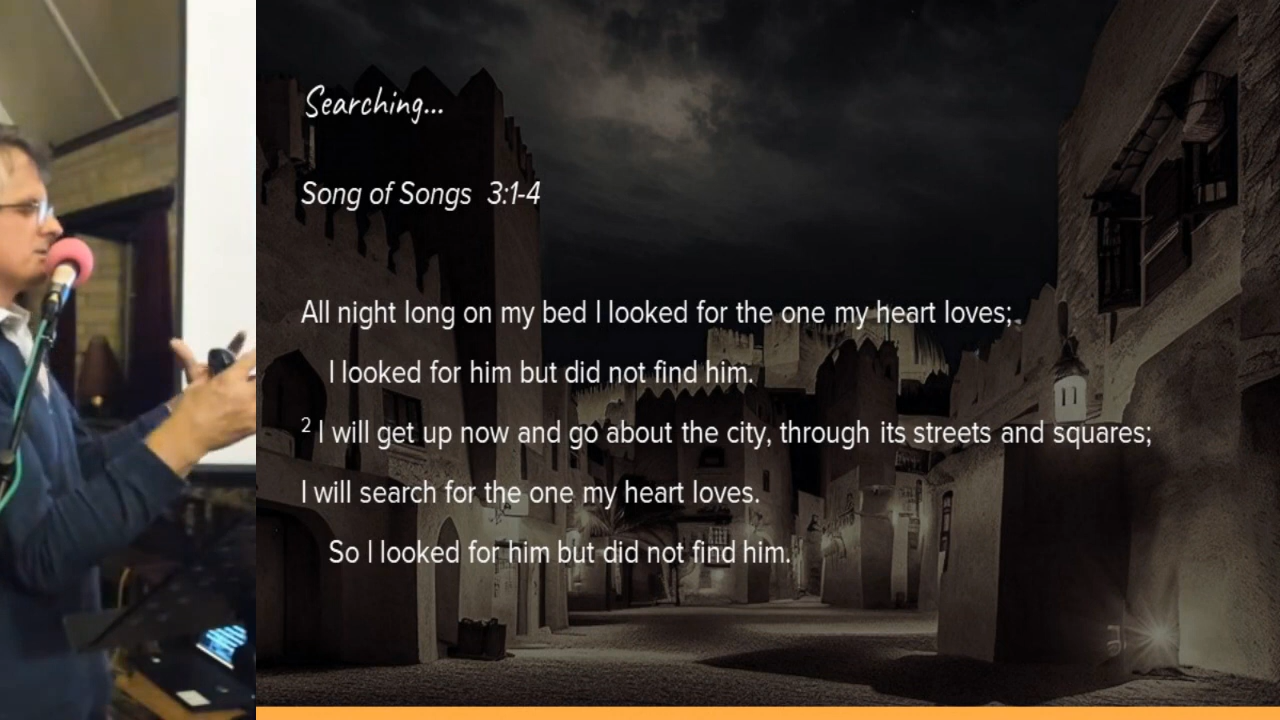 Searching...
Song of Songs 3:1-4
All night long on my bed I looked for the one my heart loves;
I looked for him but did not find him.
2 I will get up now and go about the city, through its streets and squares;
I will search for the one my heart loves.
So I looked for him but did not find him.